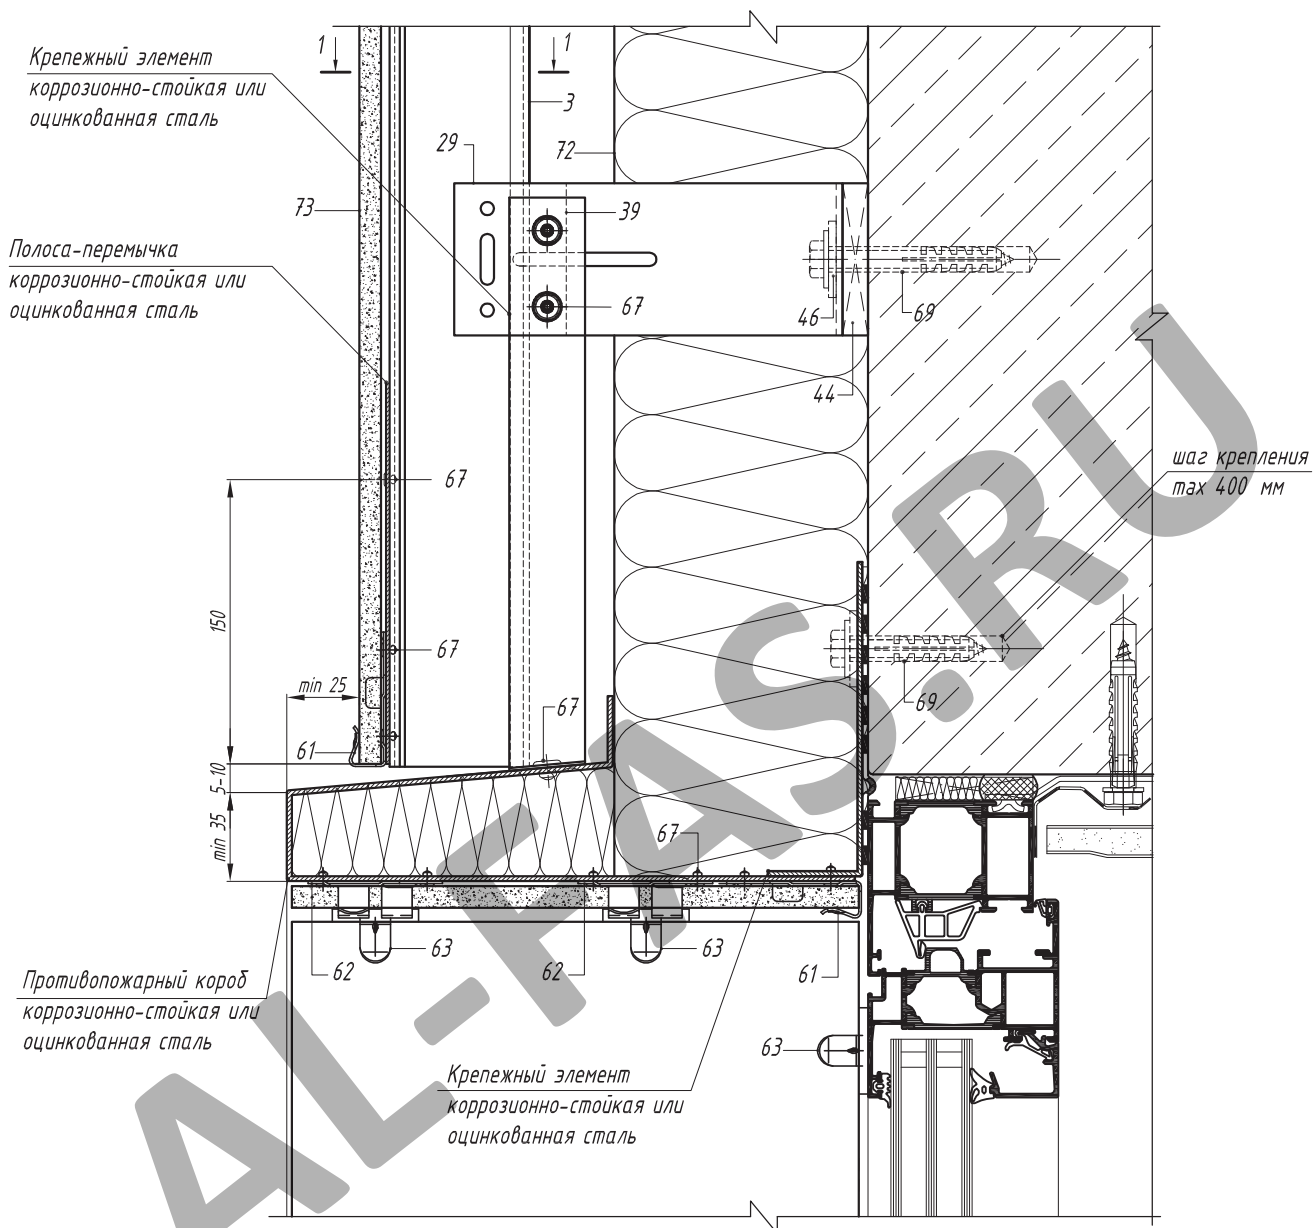 1
1
Крепежный элемент
коррозионно-стойкая или
оцинкованная сталь
3
29
72
73
39
Полоса-перемычка
коррозионно-стойкая или
оцинкованная сталь
67
46
69
44
шаг крепления
max 400 мм
67
150
67
min 25
67
69
61
5-10
min 35
67
62
63
62
63
61
Противопожарный короб
коррозионно-стойкая или
оцинкованная сталь
63
Крепежный элемент
коррозионно-стойкая или
оцинкованная сталь
AL-FAS.RU